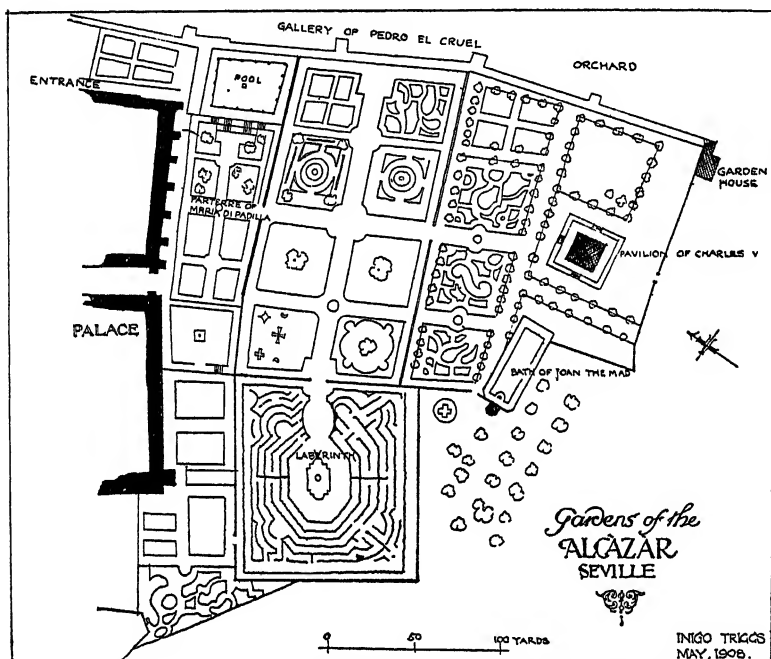 GALLERY OF PEDRO EL CRUEL
ORCHARD
ENTRANCE
POOL
GARDEN
HOUSE
PARTERRE OF
MARIA DI PADILLA
PAVILION OF CHARLES V
PALACE
BATH OF JOAN THE MAD
LABYRINTH
Gardens of the
ALCÀZÀR
SEVILLE
0 50 100 YARDS
INIGO TRIGGS
MAY, 1908.